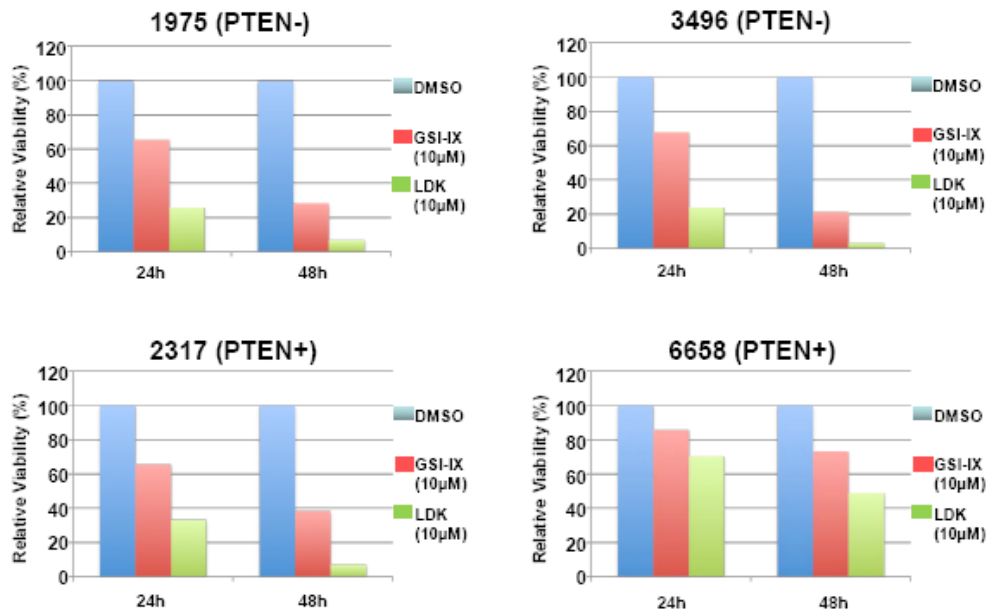 1975 (PTEN-)
Relative Viability (%)
120
100
80
60
40
20
0
24h
48h
DMSO
GSI-IX
(10µM)
LDK
(10µM)
3496 (PTEN-)
Relative Viability (%)
120
100
80
60
40
20
0
24h
48h
DMSO
GSI-IX
(10µM)
LDK
(10µM)
2317 (PTEN+)
Relative Viability (%)
120
100
80
60
40
20
0
24h
48h
DMSO
GSI-IX
(10µM)
LDK
(10µM)
6658 (PTEN+)
Relative Viability (%)
120
100
80
60
40
20
0
24h
48h
DMSO
GSI-IX
(10µM)
LDK
(10µM)